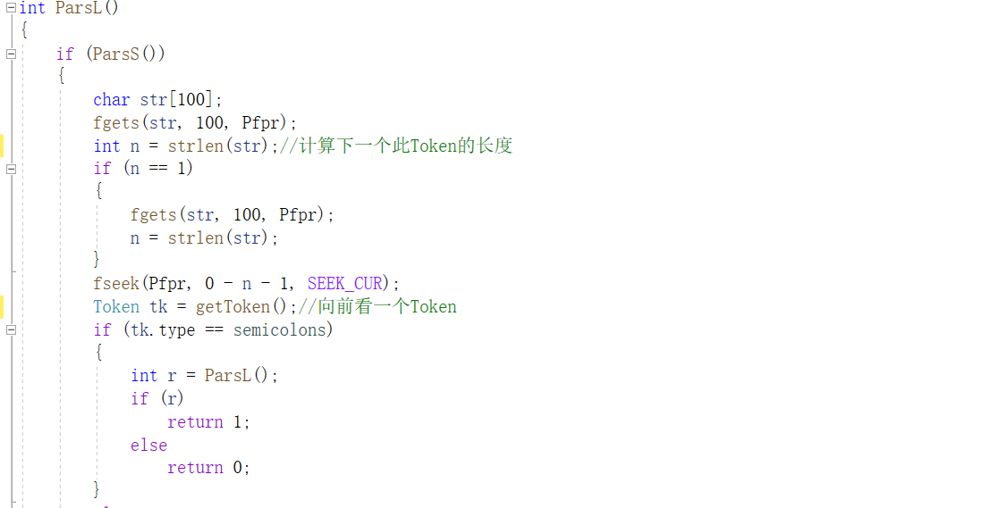 int ParsL()
{
if (ParsS())
{
char str[100];
fgets(str, 100, Pfpr);
int n = strlen(str);//计算下一个此Token的长度
if (n == 1)
{
fgets(str, 100, Pfpr);
n = strlen(str);
}
fseek(Pfpr, 0 - n - 1, SEEK_CUR);
Token tk = getToken();//向前看一个Token
if (tk.type == semicolons)
{
int r = ParsL();
if (r)
return 1;
else
return 0;
}